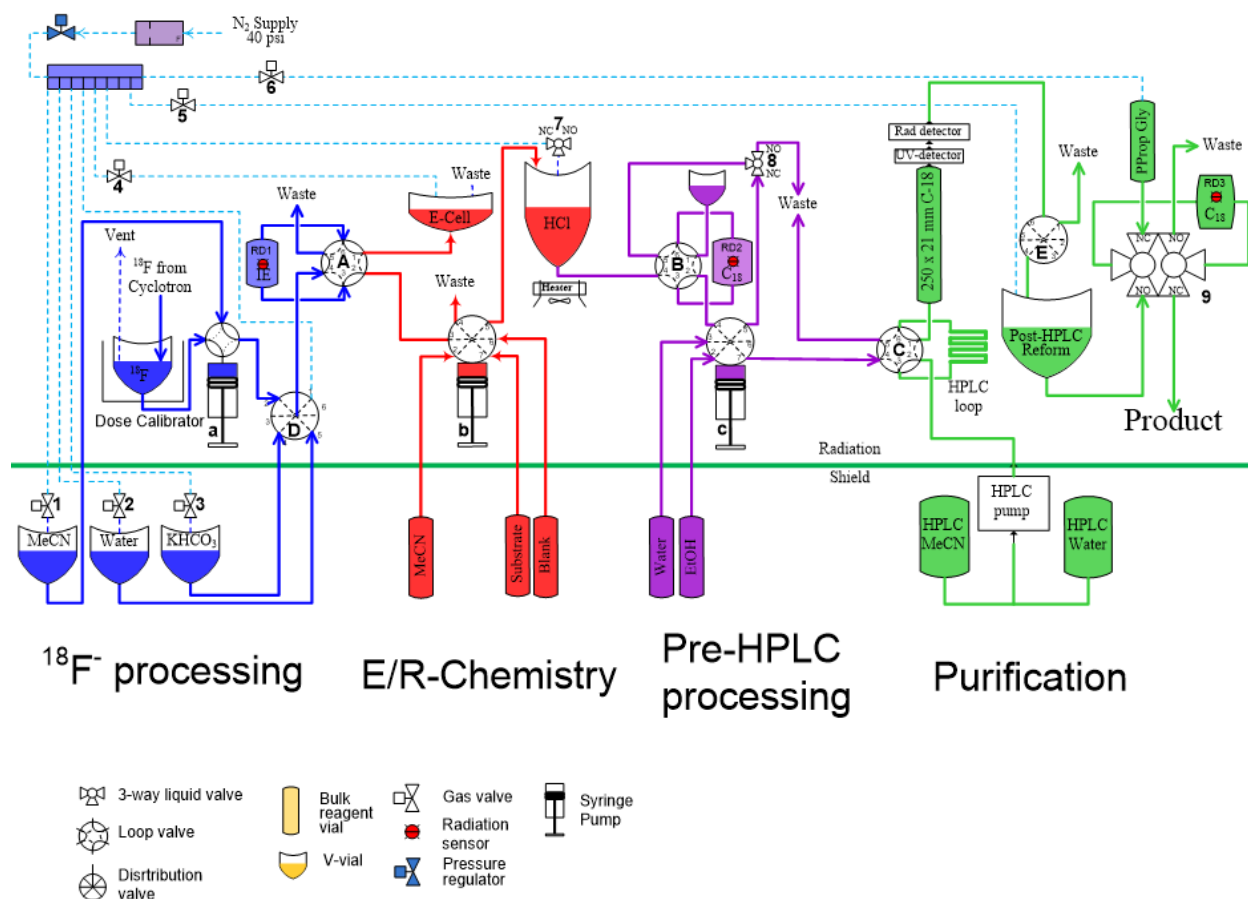 N2 Supply
40 psi
F
6
5
7
NC NO
4
Waste
Waste
E-Cell
HCl
Heater
RD1
IE
A
Vent
18F from
Cyclotron
18F
Dose Calibrator
a
D
Waste
b
NO
8
NC
Waste
B
RD2
C18
c
Rad detector
UV-detector
250 x 21 mm C-18
C
HPLC
loop
E
Waste
Post-HPLC
Reform
PProp Gly
Waste
RD3
C18
NC
NO
NO
NC
9
Product
Radiation
Shield
1
2
3
MeCN
Water
KHCO3
MeCN
Substrate
Blank
Water
EtOH
HPLC
MeCN
HPLC
pump
HPLC
Water
18F- processing
E/R-Chemistry
Pre-HPLC
processing
Purification
3-way liquid valve
Loop valve
Disrtribution
valve
Bulk
reagent
vial
V-vial
Gas valve
Radiation
sensor
Pressure
regulator
Syringe
Pump